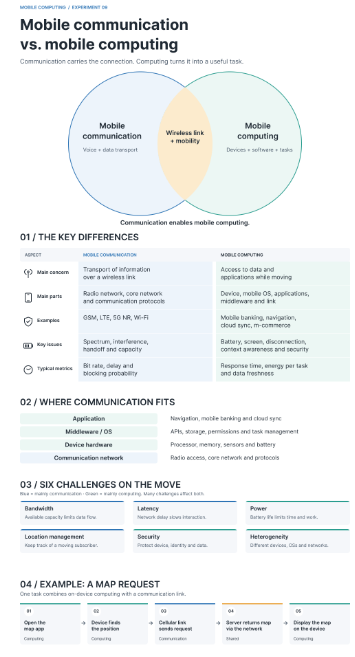 MOBILE COMPUTING / EXPERIMENT 08
Mobile communication
vs. mobile computing
Communication carries the connection. Computing turns it into a useful task.
Mobile
communication
Voice + data transport
Wireless link
+ mobility
Mobile
computing
Devices + software + tasks
Communication enables mobile computing.
01 / THE KEY DIFFERENCES
ASPECT
MOBILE COMMUNICATION
MOBILE COMPUTING
Main concern
Transport of information
over a wireless link
Access to data and
applications while moving
Main parts
Radio network, core network
and communication protocols
Device, mobile OS, applications,
middleware and link
Examples
GSM, LTE, 5G NR, Wi-Fi
Mobile banking, navigation,
cloud sync, m-commerce
Key issues
Spectrum, interference,
handoff and capacity
Battery, screen, disconnection,
context awareness and security
Typical metrics
Bit rate, delay and
blocking probability
Response time, energy per task
and data freshness
02 / WHERE COMMUNICATION FITS
Application
Navigation, mobile banking and cloud sync
Middleware / OS
APIs, storage, permissions and task management
Device hardware
Processor, memory, sensors and battery
Communication network
Radio access, core network and protocols
03 / SIX CHALLENGES ON THE MOVE
Blue = mainly communication · Green = mainly computing. Many challenges affect both.
Bandwidth
Available capacity limits data flow.
Latency
Network delay slows interaction.
Power
Battery life limits time and work.
Location management
Keep track of a moving subscriber.
Security
Protect device, identity and data.
Heterogeneity
Different devices, OSs and networks.
04 / EXAMPLE: A MAP REQUEST
One task combines on-device computing with a communication link.
01
Open the
map app
Computing
02
Device finds
the position
Computing
03
Cellular link
sends request
Communication
04
Server returns map
via the network
Shared
05
Display the map
on the device
Computing